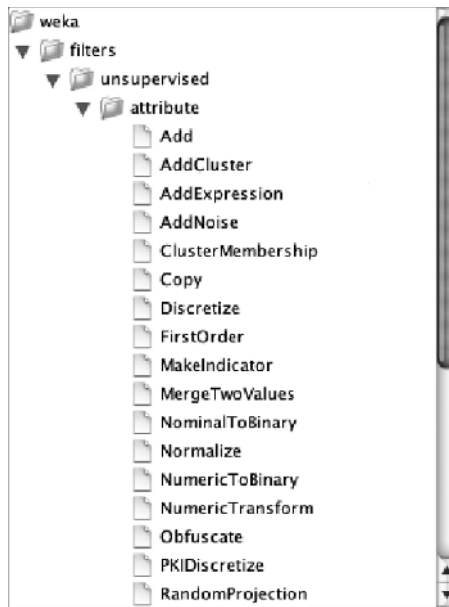 weka
filters
unsupervised
attribute
Add
AddCluster
AddExpression
AddNoise
ClusterMembership
Copy
Discretize
FirstOrder
MakeIndicator
MergeTwoValues
NominalToBinary
Normalize
NumericToBinary
NumericTransform
Obfuscate
PKIDiscretize
RandomProjection